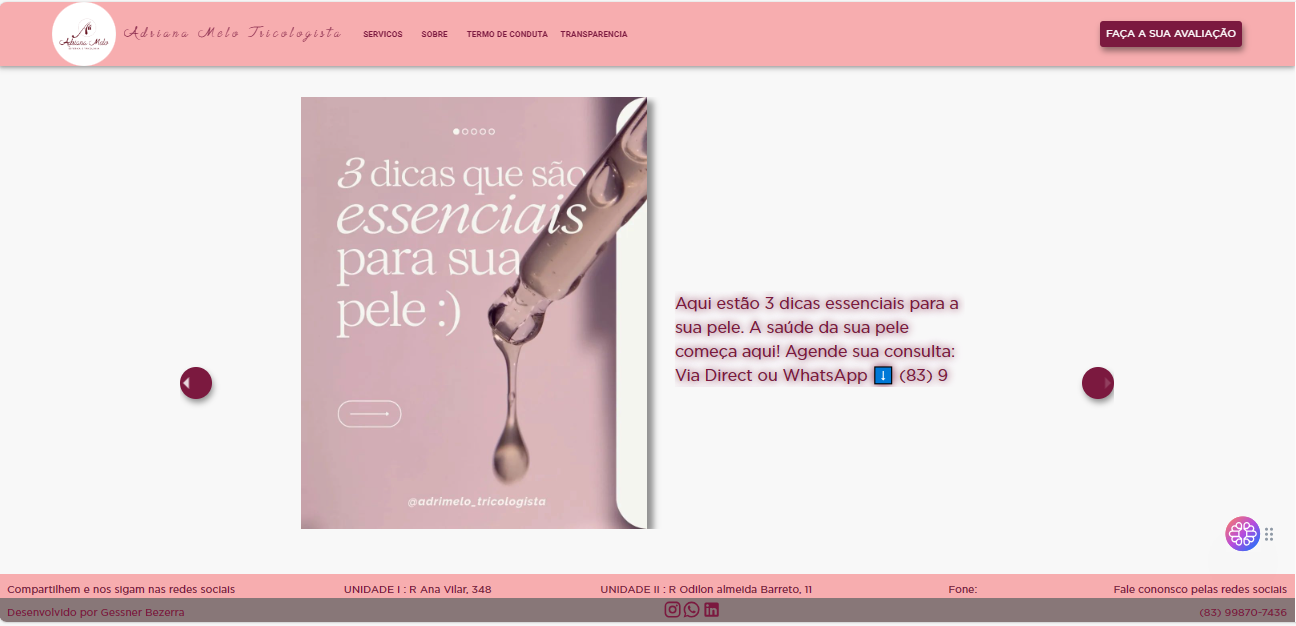 Adriana Melo
Adriana Melo Tricologista
SERVICOS
SOBRE
TERMO DE CONDUTA
TRANSPARENCIA
FAÇA A SUA AVALIAÇÃO
3 dicas que são
essenciais
para sua
pele :)
@adrimelo_tricologista
Aqui estão 3 dicas essenciais para a
sua pele. A saúde da sua pele
começa aqui! Agende sua consulta:
Via Direct ou WhatsApp ⬇️ (83) 9
Compartilhem e nos sigam nas redes sociais
UNIDADE I : R Ana Vilar, 348
UNIDADE II : R Odilon almeida Barreto, 11
Fone:
Fale cononsco pelas redes sociais
Desenvolvido por Gessner Bezerra
(83) 99870-7436